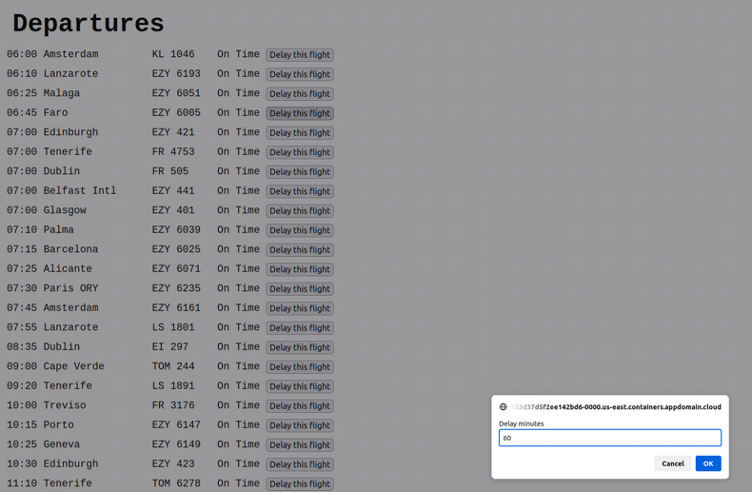 Departures
06:00 Amsterdam KL 1046 On Time Delay this flight
06:10 Lanzarote EZY 6193 On Time Delay this flight
06:25 Malaga EZY 6051 On Time Delay this flight
06:45 Faro EZY 6005 On Time Delay this flight
07:00 Edinburgh EZY 421 On Time Delay this flight
07:00 Tenerife FR 4753 On Time Delay this flight
07:00 Dublin FR 505 On Time Delay this flight
07:00 Belfast Intl EZY 441 On Time Delay this flight
07:00 Glasgow EZY 401 On Time Delay this flight
07:10 Palma EZY 6039 On Time Delay this flight
07:15 Barcelona EZY 6025 On Time Delay this flight
07:25 Alicante EZY 6071 On Time Delay this flight
07:30 Paris ORY EZY 6235 On Time Delay this flight
07:45 Amsterdam EZY 6161 On Time Delay this flight
07:55 Lanzarote LS 1801 On Time Delay this flight
08:35 Dublin EI 297 On Time Delay this flight
09:00 Cape Verde TOM 244 On Time Delay this flight
09:20 Tenerife LS 1891 On Time Delay this flight
10:00 Treviso FR 3176 On Time Delay this flight
10:15 Porto EZY 6147 On Time Delay this flight
10:25 Geneva EZY 6149 On Time Delay this flight
10:30 Edinburgh EZY 423 On Time Delay this flight
11:10 Tenerife TOM 6278 On Time Delay this flight
53d37d5f2ee142bd6-0000.us-east.containers.appdomain.cloud
Delay minutes
60
Cancel OK